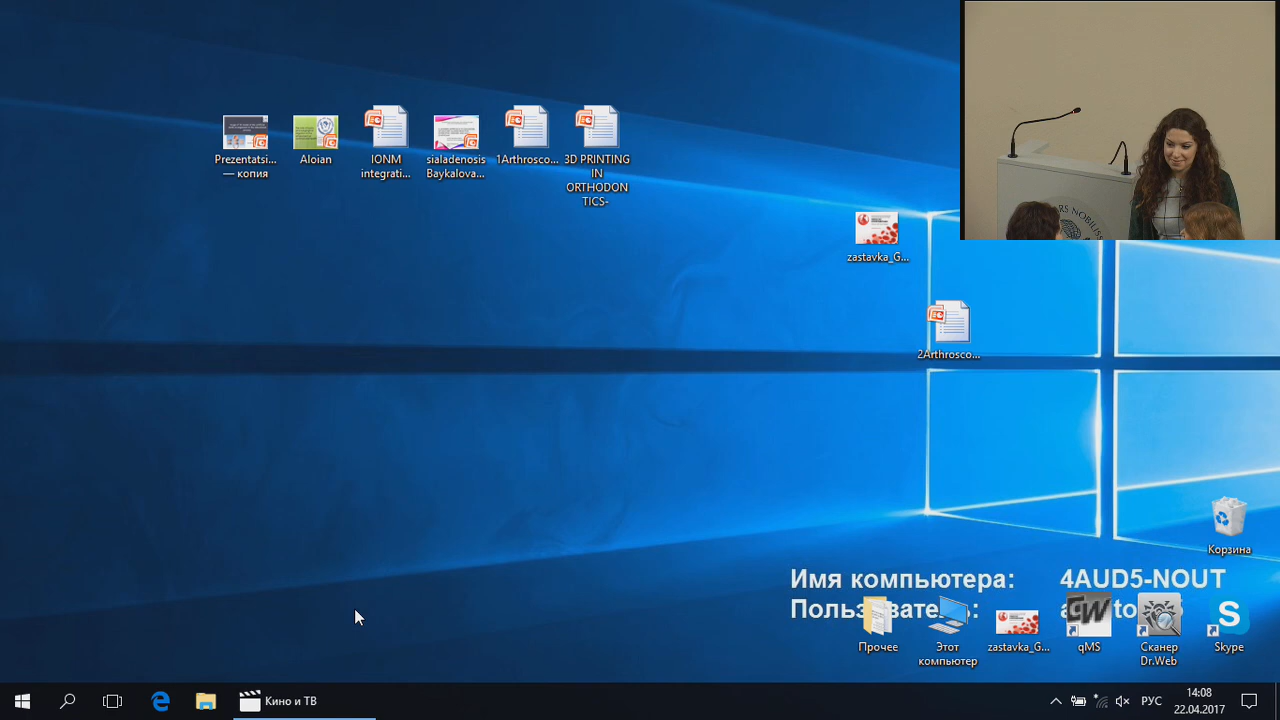 Prezentatsi...
— копия
Aloian
IONM
integrati...
sialadenosis
Baykalova...
1Arthrosco...
3D PRINTING
IN
ORTHODON
TICS-
zastavka_G...
2Arthrosco...
Корзина
Имя компьютера: 4AUD5-NOUT
Прочее
Этот
компьютер
zastavka_G...
qMS
Сканер
Dr.Web
Skype
Кино и ТВ
РУС
14:08
22.04.2017